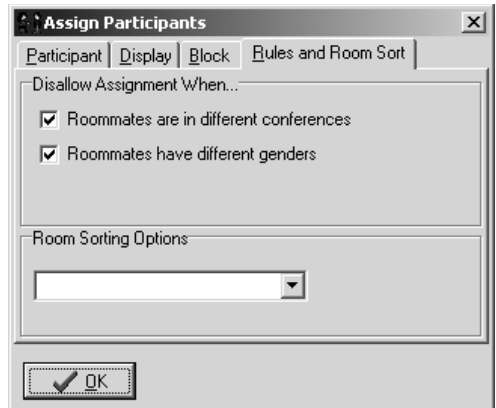 Assign Participants
Participant Display Block Rules and Room Sort
Disallow Assignment When...
Roommates are in different conferences
Roommates have different genders
Room Sorting Options
OK